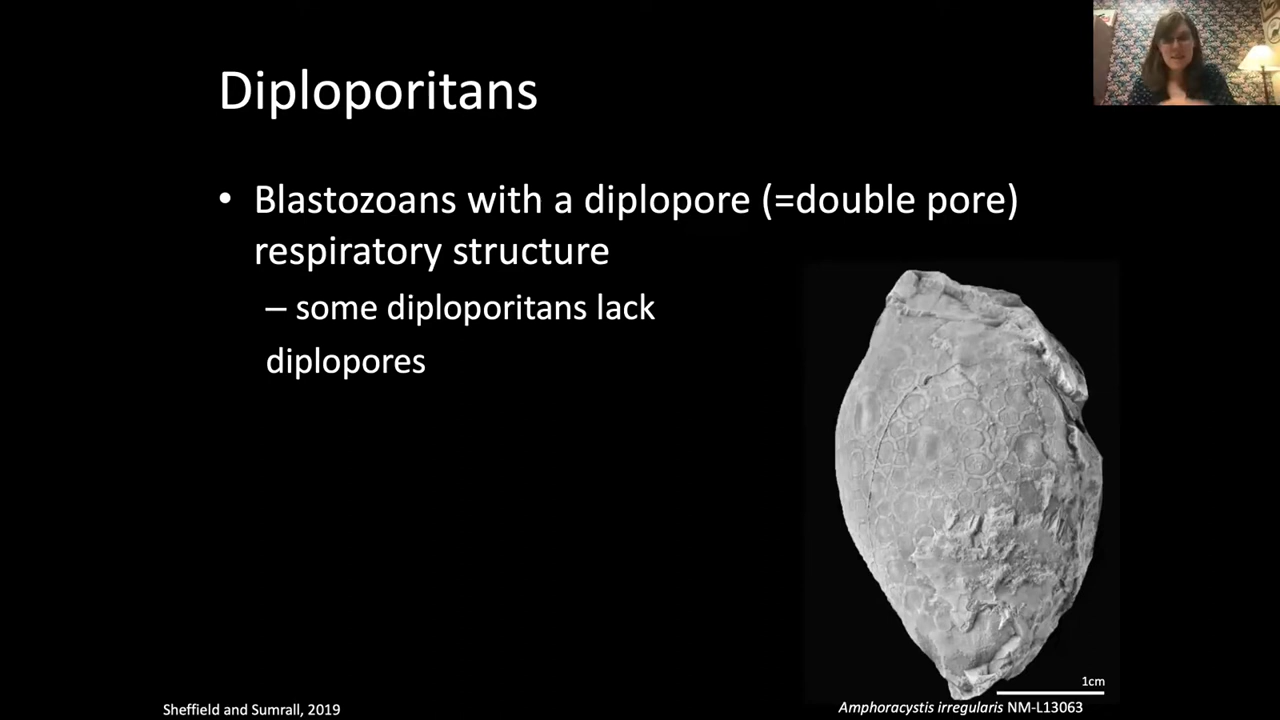 Diploporitans
• Blastozoans with a diplopore (=double pore)
respiratory structure
– some diploporitans lack
diplopores
1cm
Sheffield and Sumrall, 2019
Amphoracystis irregularis NM-L13063